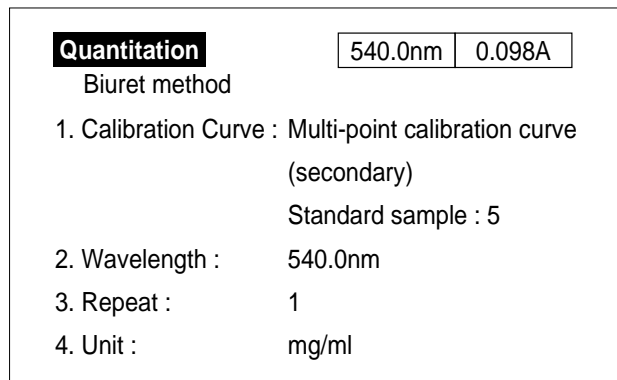 Quantitation 540.0nm 0.098A
Biuret method
1. Calibration Curve : Multi-point calibration curve
(secondary)
Standard sample : 5
2. Wavelength : 540.0nm
3. Repeat : 1
4. Unit : mg/ml